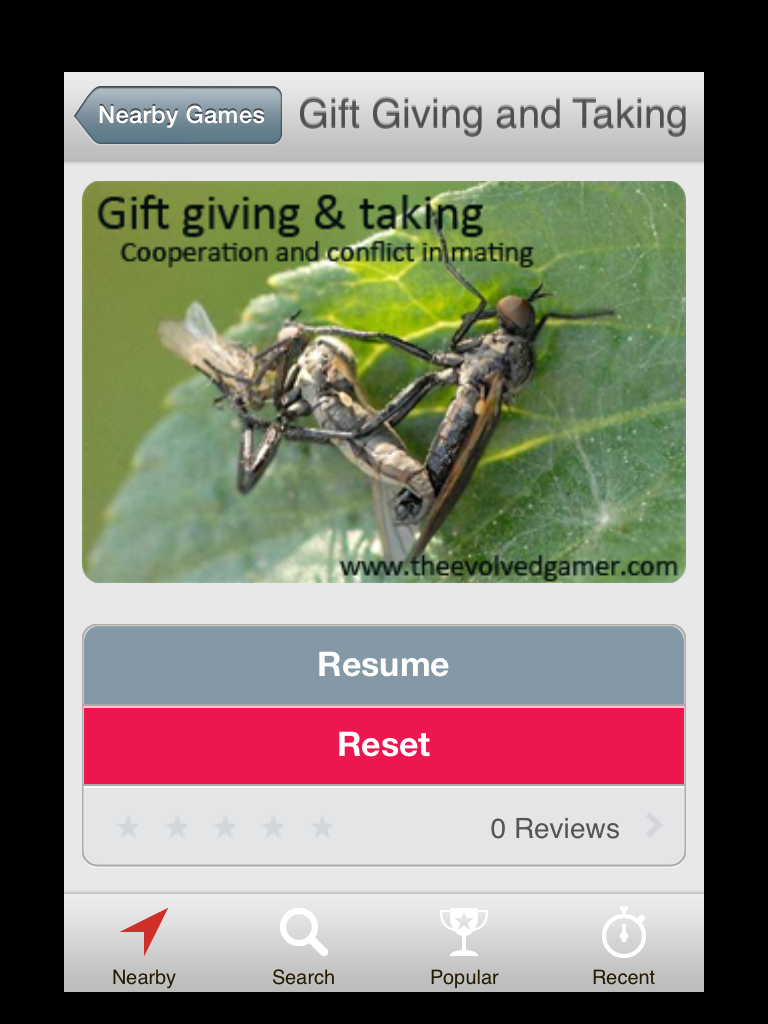 Nearby Games
Gift Giving and Taking
Gift giving & taking
Cooperation and conflict in mating
www.theevolvedgamer.com
Resume
Reset
0 Reviews
Nearby
Search
Popular
Recent